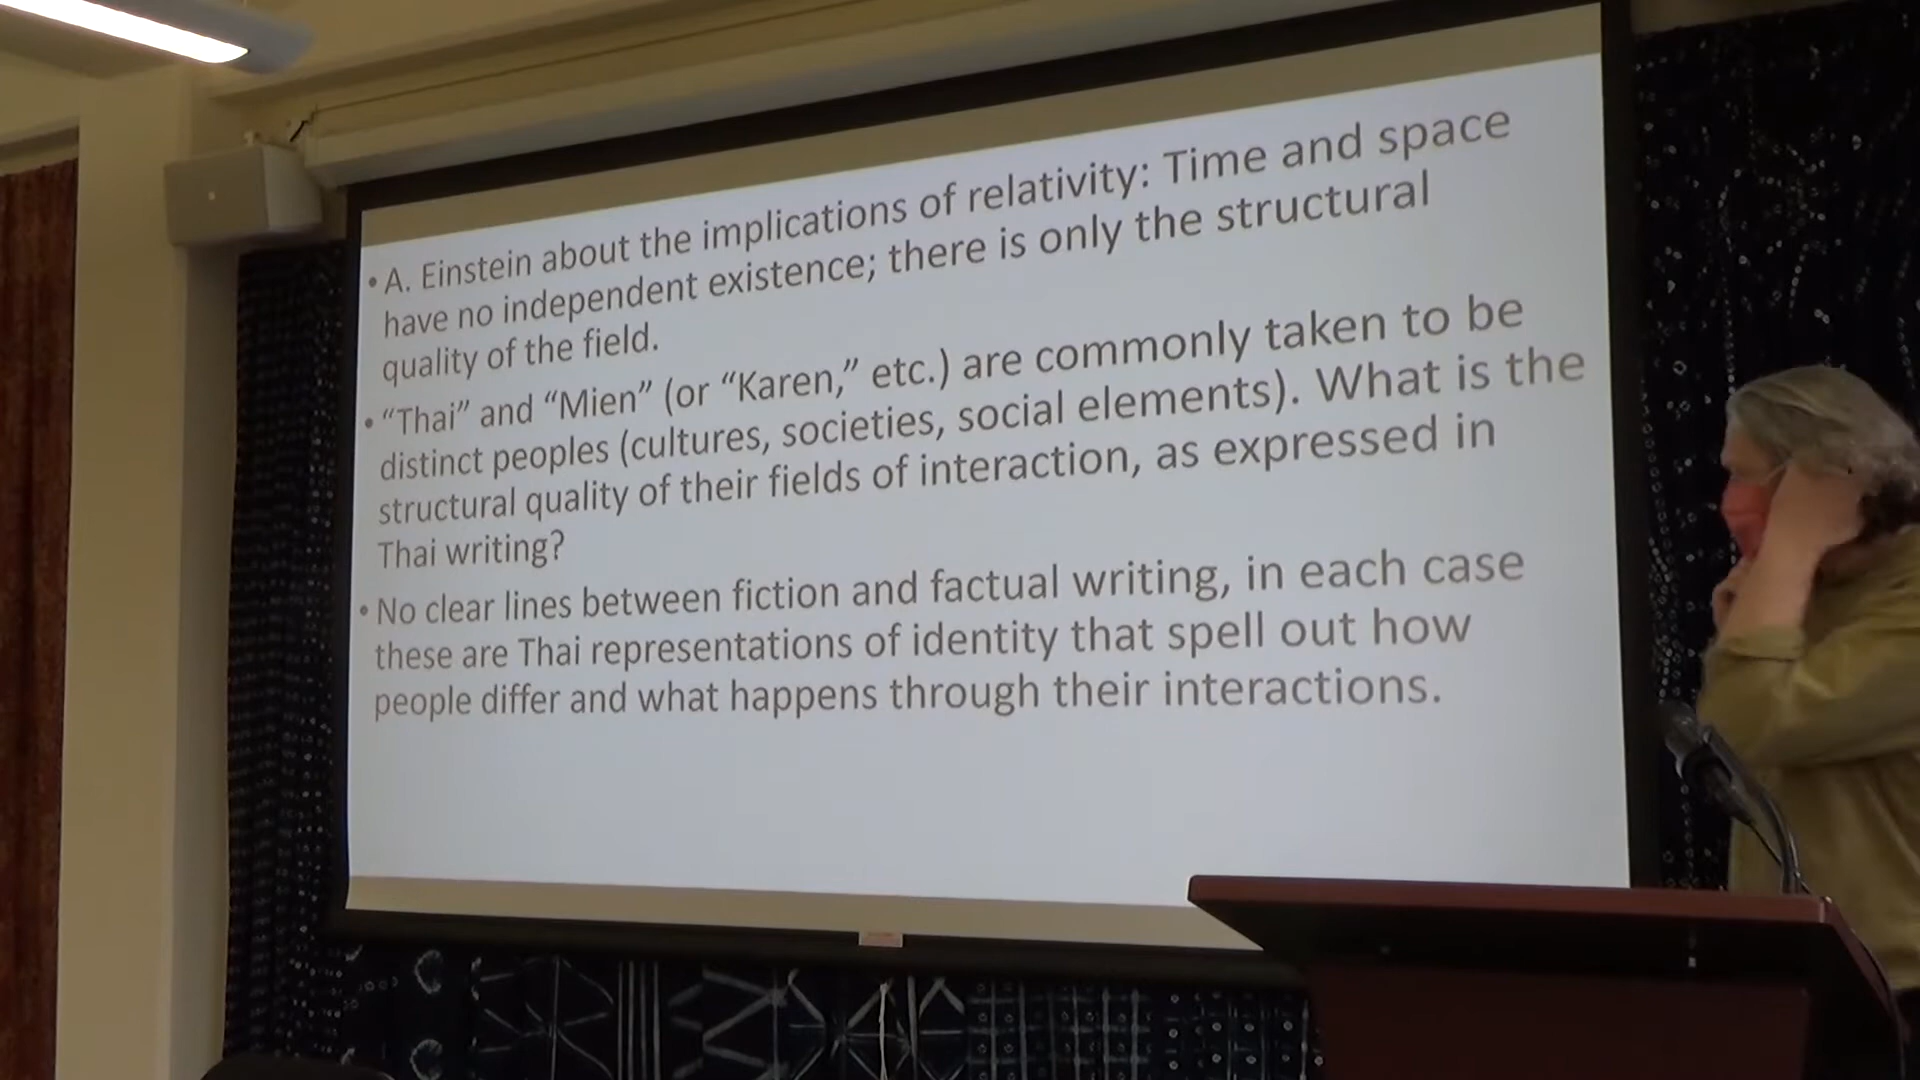 • A. Einstein about the implications of relativity: Time and space
have no independent existence; there is only the structural
quality of the field.
• “Thai” and “Mien” (or “Karen,” etc.) are commonly taken to be
distinct peoples (cultures, societies, social elements). What is the
structural quality of their fields of interaction, as expressed in
Thai writing?
• No clear lines between fiction and factual writing, in each case
these are Thai representations of identity that spell out how
people differ and what happens through their interactions.